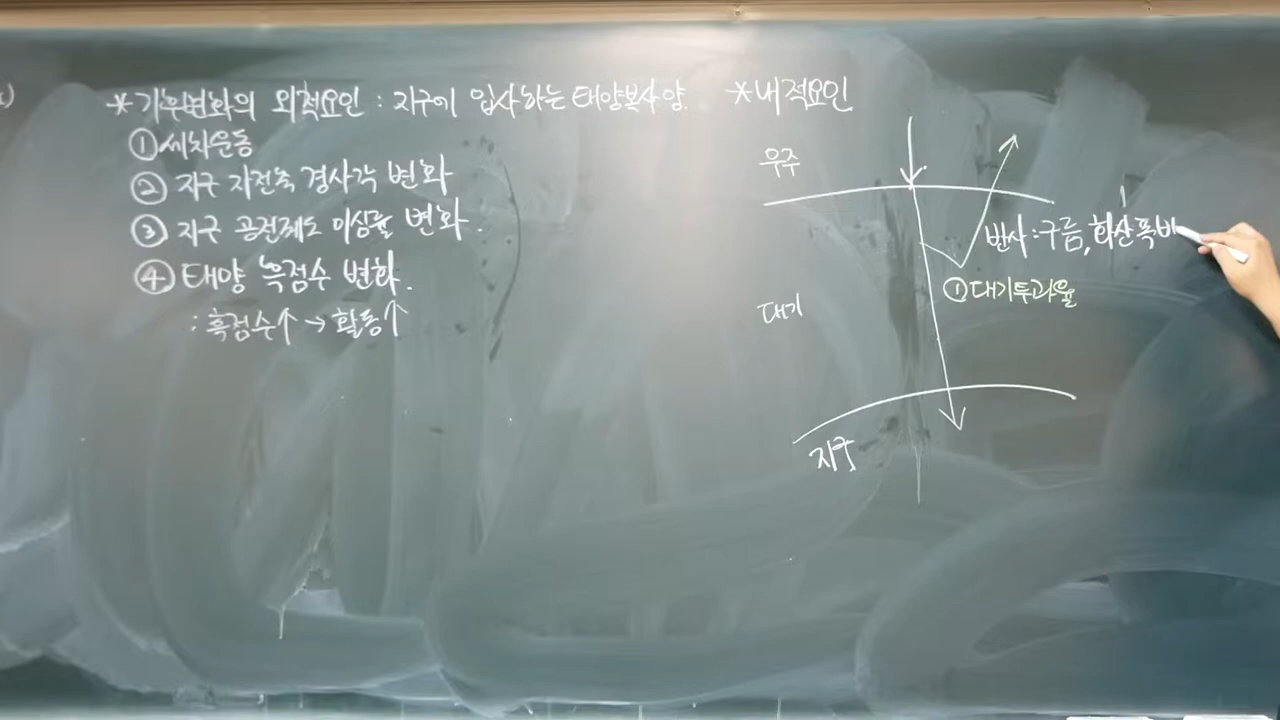 *기후변화의 외적요인 : 지구에 입사하는 태양복사량.
① 세차운동
② 지구 자전축 경사각 변화
③ 지구 공전궤도 이심률 변화.
④ 태양 흑점수 변화.
: 흑점수↑ → 활동↑
*내적요인
우주
반사 : 구름, 화산폭바
① 대기투과율
대기
지구